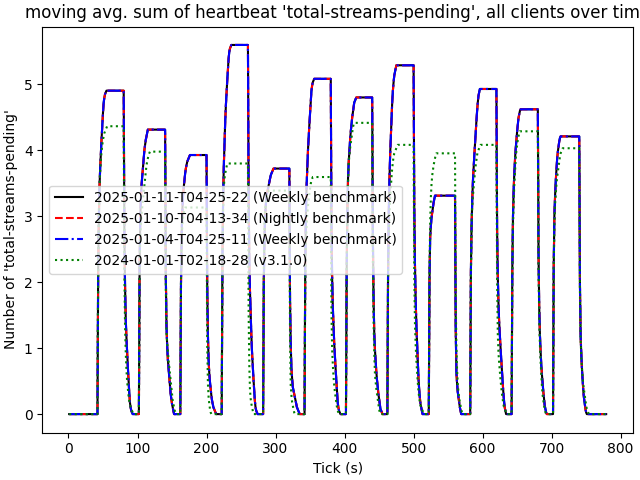 moving avg. sum of heartbeat 'total-streams-pending', all clients over tim
Number of 'total-streams-pending'
5
4
3
2
1
0
2025-01-11-T04-25-22 (Weekly benchmark)
2025-01-10-T04-13-34 (Nightly benchmark)
2025-01-04-T04-25-11 (Weekly benchmark)
2024-01-01-T02-18-28 (v3.1.0)
0 100 200 300 400 500 600 700 800
Tick (s)